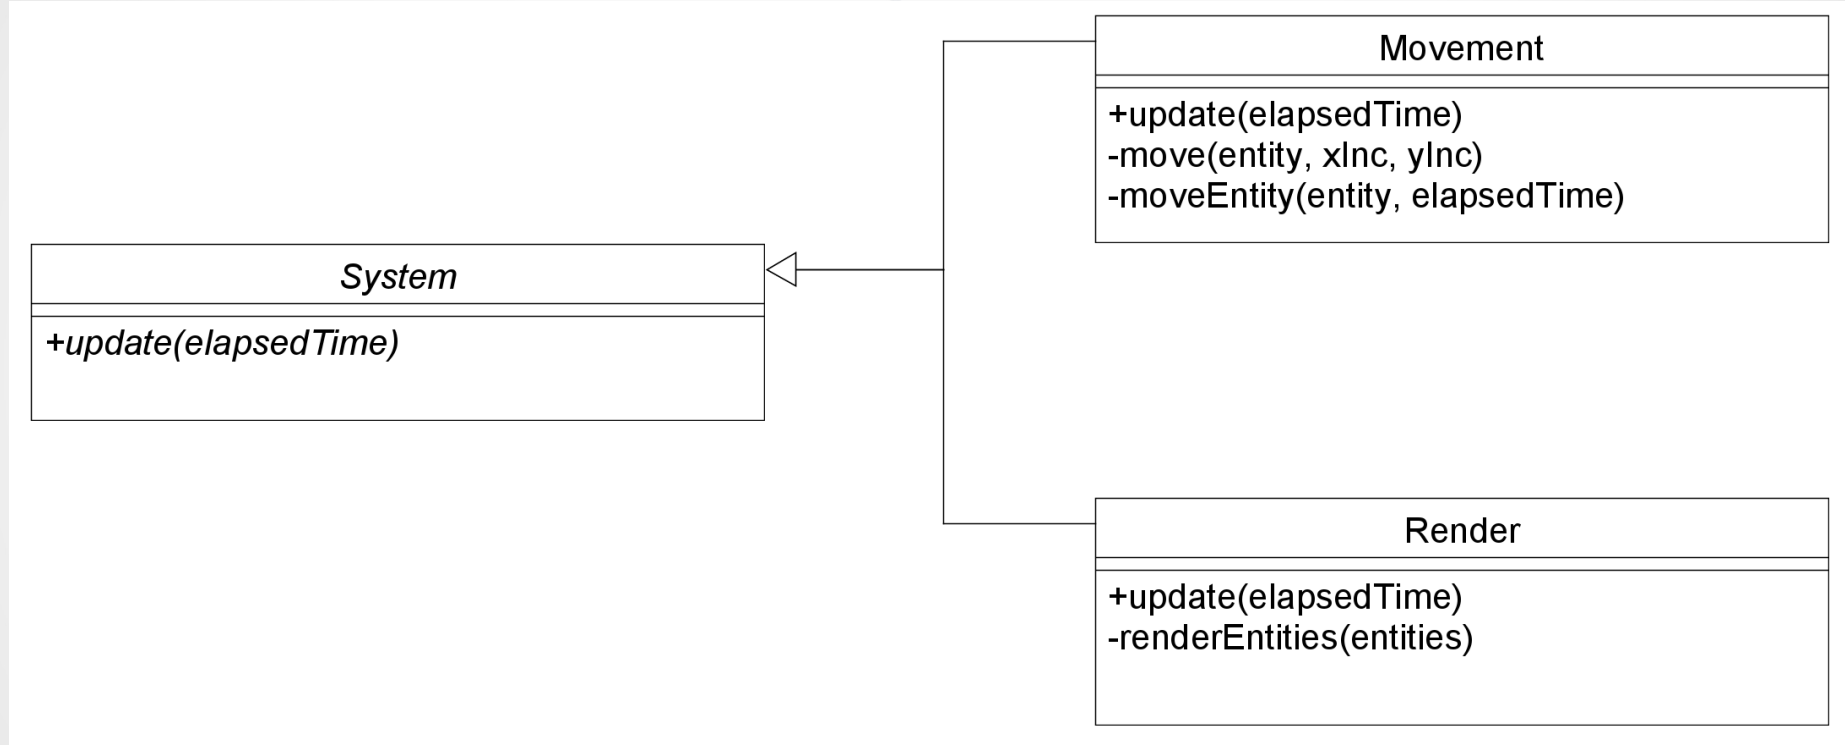 Movement
+update(elapsedTime)
-move(entity, xInc, yInc)
-moveEntity(entity, elapsedTime)
System
+update(elapsedTime)
Render
+update(elapsedTime)
-renderEntities(entities)